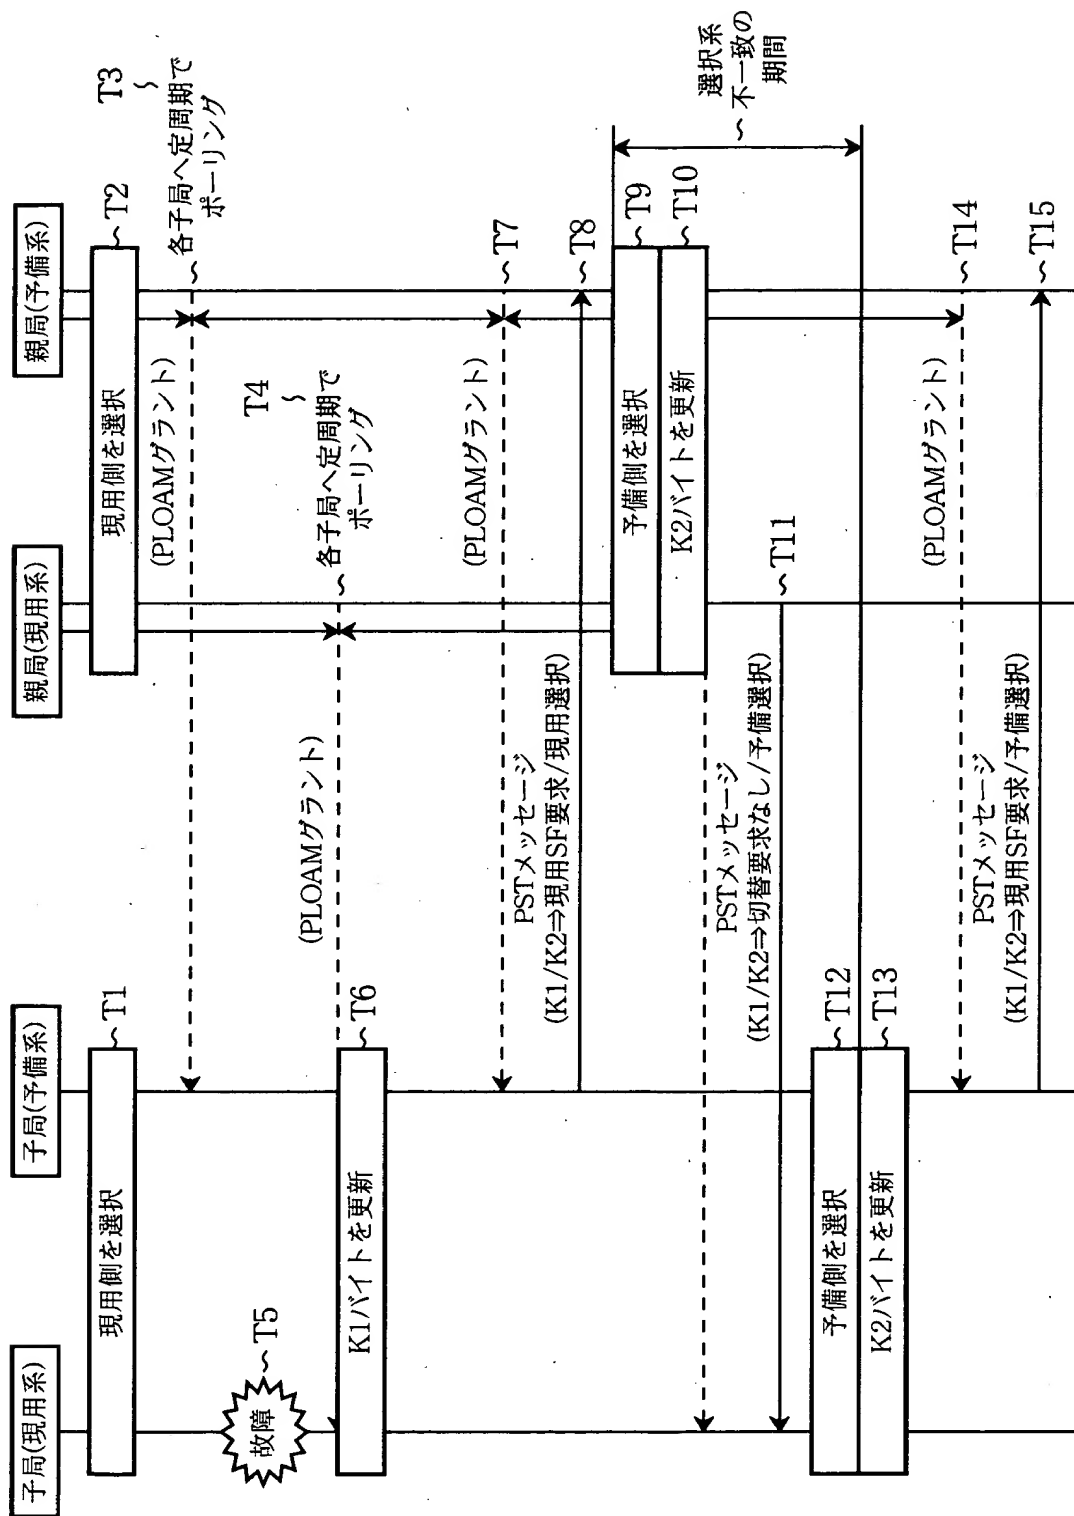 子局(現用系)
子局(予備系)
親局(現用系)
親局(予備系)
現用側を選択
T1
現用側を選択
T2
T3
各子局へ定周期で
ポーリング
(PLOAMグラント)
故障
T5
T4
各子局へ定周期で
ポーリング
(PLOAMグラント)
K1バイトを更新
T6
(PLOAMグラント)
T7
PSTメッセージ
(K1/K2⇒現用SF要求/現用選択)
T8
予備側を選択
T9
K2バイトを更新
T10
選択系
不一致の
期間
PSTメッセージ
(K1/K2⇒切替要求なし/予備選択)
T11
予備側を選択
T12
K2バイトを更新
T13
(PLOAMグラント)
T14
PSTメッセージ
(K1/K2⇒現用SF要求/予備選択)
T15